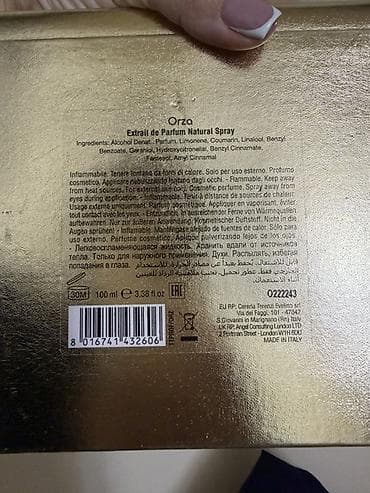 Orza
Extrait de Parfum Natural Spray
Ingredients: Alcohol Denat., Parfum, Limonene, Coumarin, Linalool, Benzyl
Benzoate, Geraniol, Hydroxycitronellal, Benzyl Cinnamate,
Farnesol, Amyl Cinnamal
Inflammabile. Tenere lontano da fonti di calore. Solo per uso esterno. Profumo
cosmetico. Applicare nebulizzando lontano dagli occhi. - Flammable. Keep away
from heat sources. For external use only. Cosmetic perfume. Spray away from
eyes during application - Inflammable. Tenir à distance de sources de chaleur.
Usage externe uniquement. Parfum cosmétique. Appliquer en vaporisant. Éviter
tout contact avec les yeux. - Entzündlich. In ausreichender Ferne von Wärmequellen
aufbewahren. Nur zur äußeren Anwendung. Kosmetikduftstoff. Nicht in die
Augen sprühen! - Inflamable. Manténgase alejado de fuentes de calor. Sólo para
uso externo. Perfume cosmético. Aplicar pulverizando lejos de los ojos.
- Легковоспламеняющаяся жидкость. Хранить вдали от источников
тепла. Только для наружного применения. Духи. Распылять, избегая
попадания в глаза.
30M 100 ml ℮ 3.38 fl.oz EAC
O222243
EU RP: Cereria Terenzi Evelino srl
Via del Faggi, 101 - 47842
S.Giovanni in Marignano (Rn) Italy
UK RP: Angel Consulting London LTD
2 Portman Street - London W1H 6DU
MADE IN ITALY
8 016741 432606